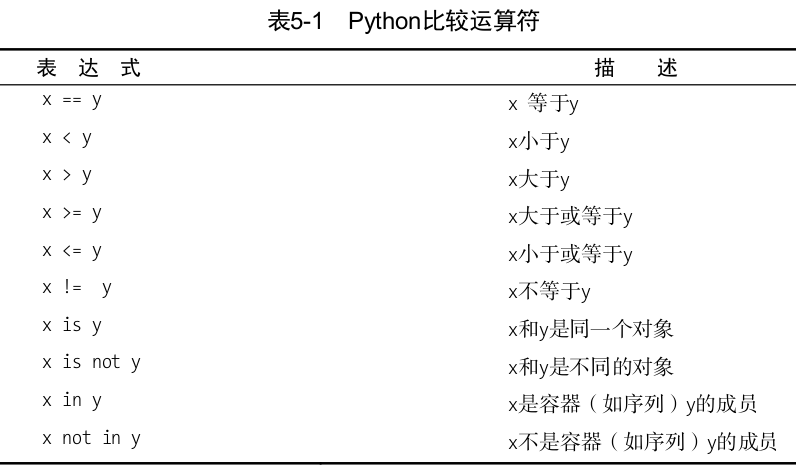 表5-1 Python比较运算符
表 达 式 描 述
x == y x 等于y
x < y x小于y
x > y x大于y
x >= y x大于或等于y
x <= y x小于或等于y
x != y x不等于y
x is y x和y是同一个对象
x is not y x和y是不同的对象
x in y x是容器（如序列）y的成员
x not in y x不是容器（如序列）y的成员